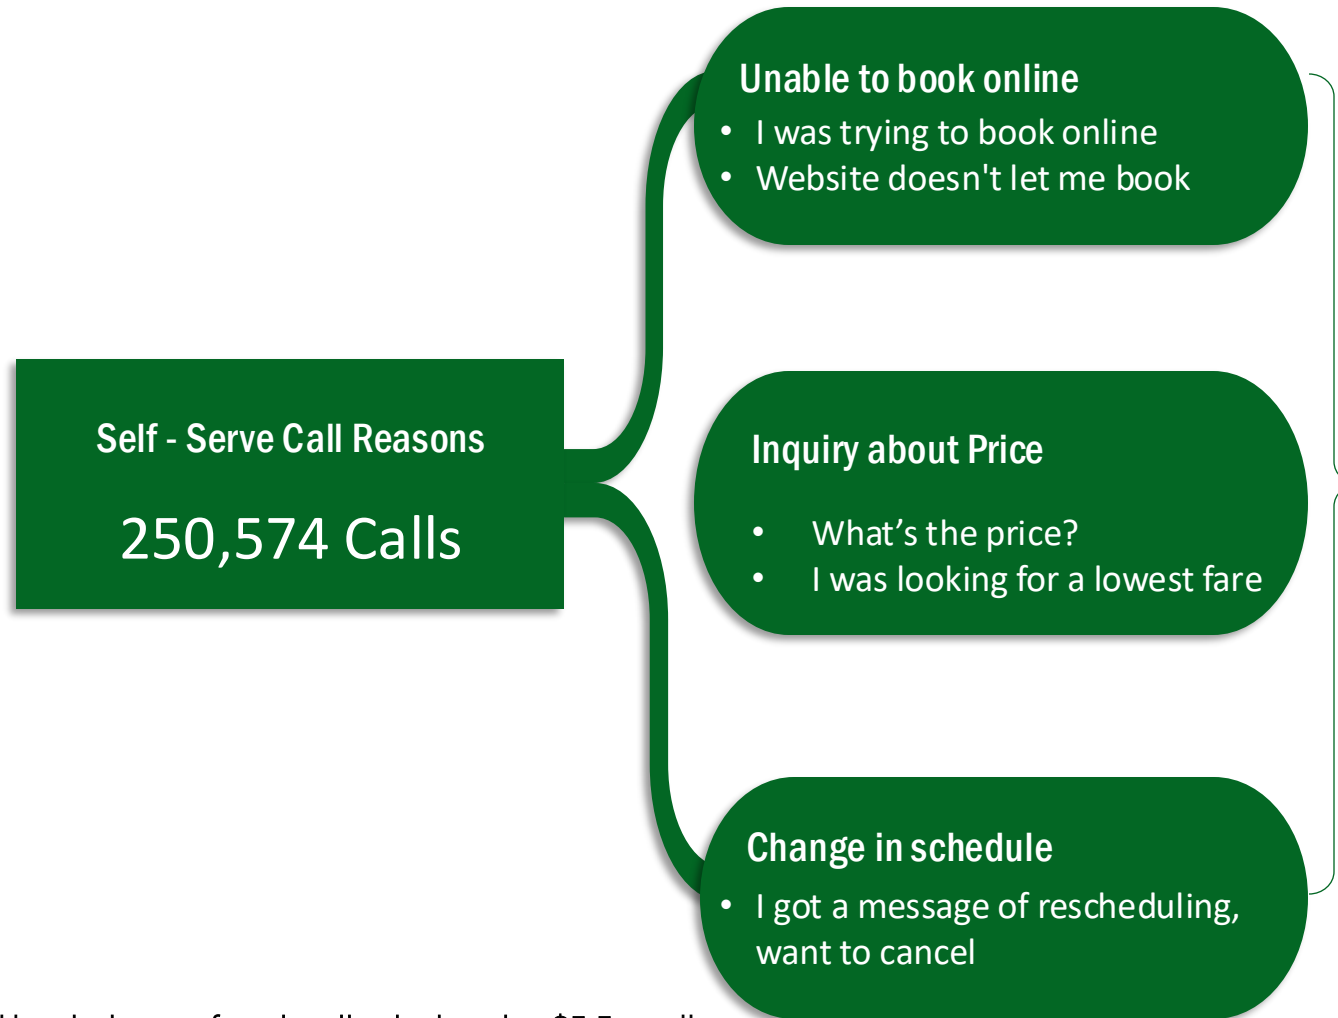 Unable to book online
• I was trying to book online
• Website doesn't let me book
Self - Serve Call Reasons
250,574 Calls
Inquiry about Price
• What’s the price?
• I was looking for a lowest fare
Change in schedule
• I got a message of rescheduling,
want to cancel